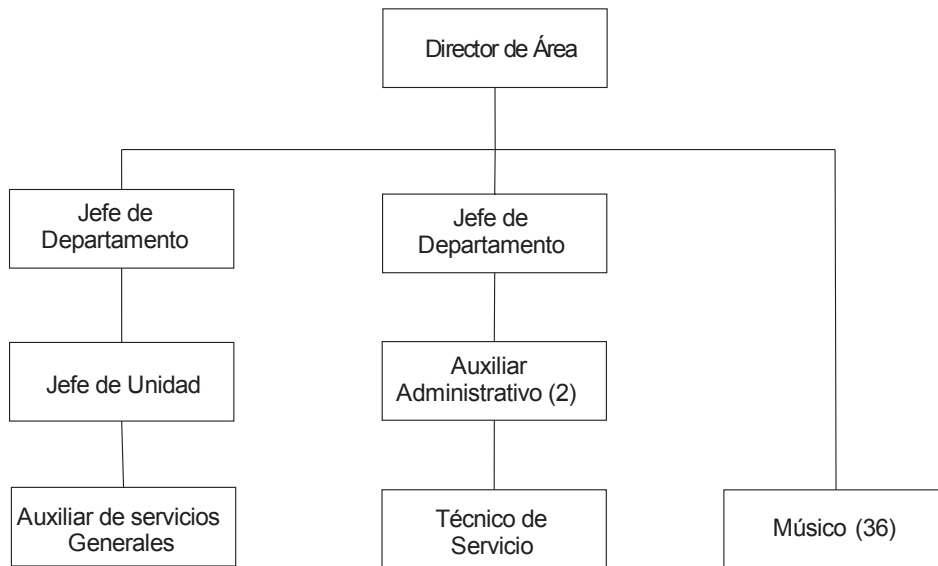 Director de Área
Jefe de
Departamento
Jefe de
Departamento
Jefe de Unidad
Auxiliar
Administrativo (2)
Auxiliar de servicios
Generales
Técnico de
Servicio
Músico (36)